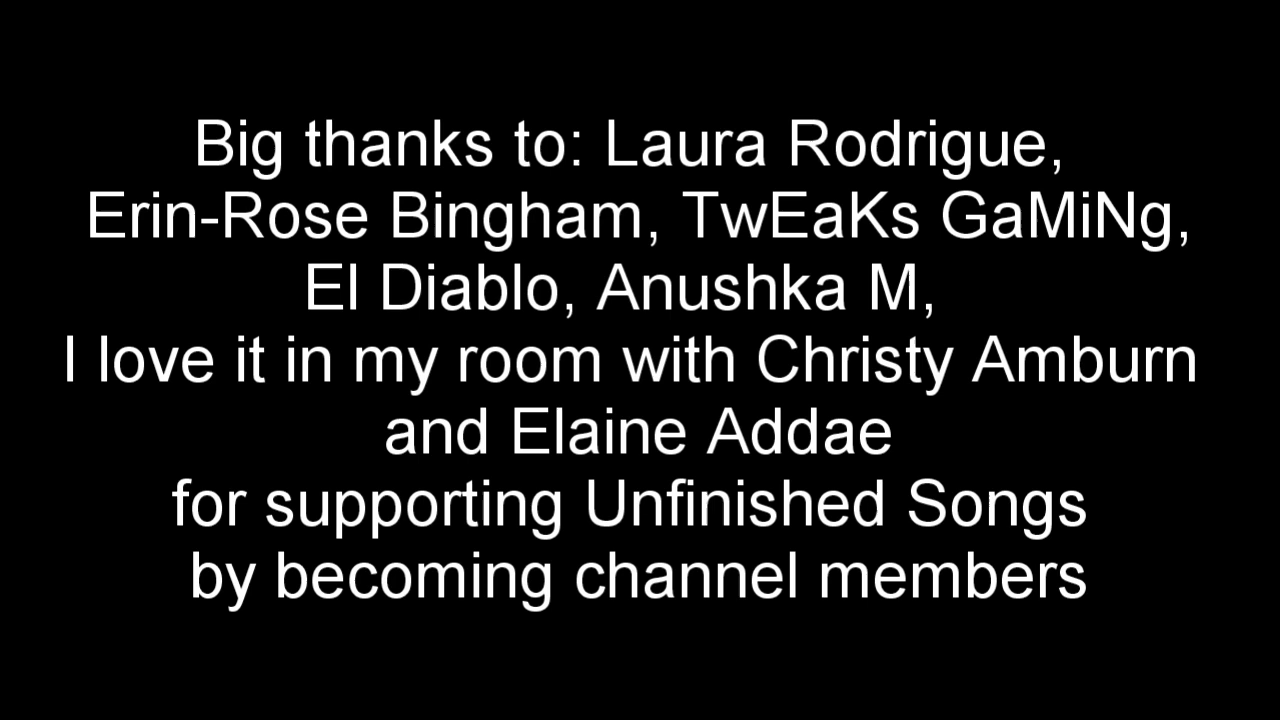 Big thanks to: Laura Rodrigue,
Erin-Rose Bingham, TwEaKs GaMiNg,
El Diablo, Anushka M,
I love it in my room with Christy Amburn
and Elaine Addae
for supporting Unfinished Songs
by becoming channel members